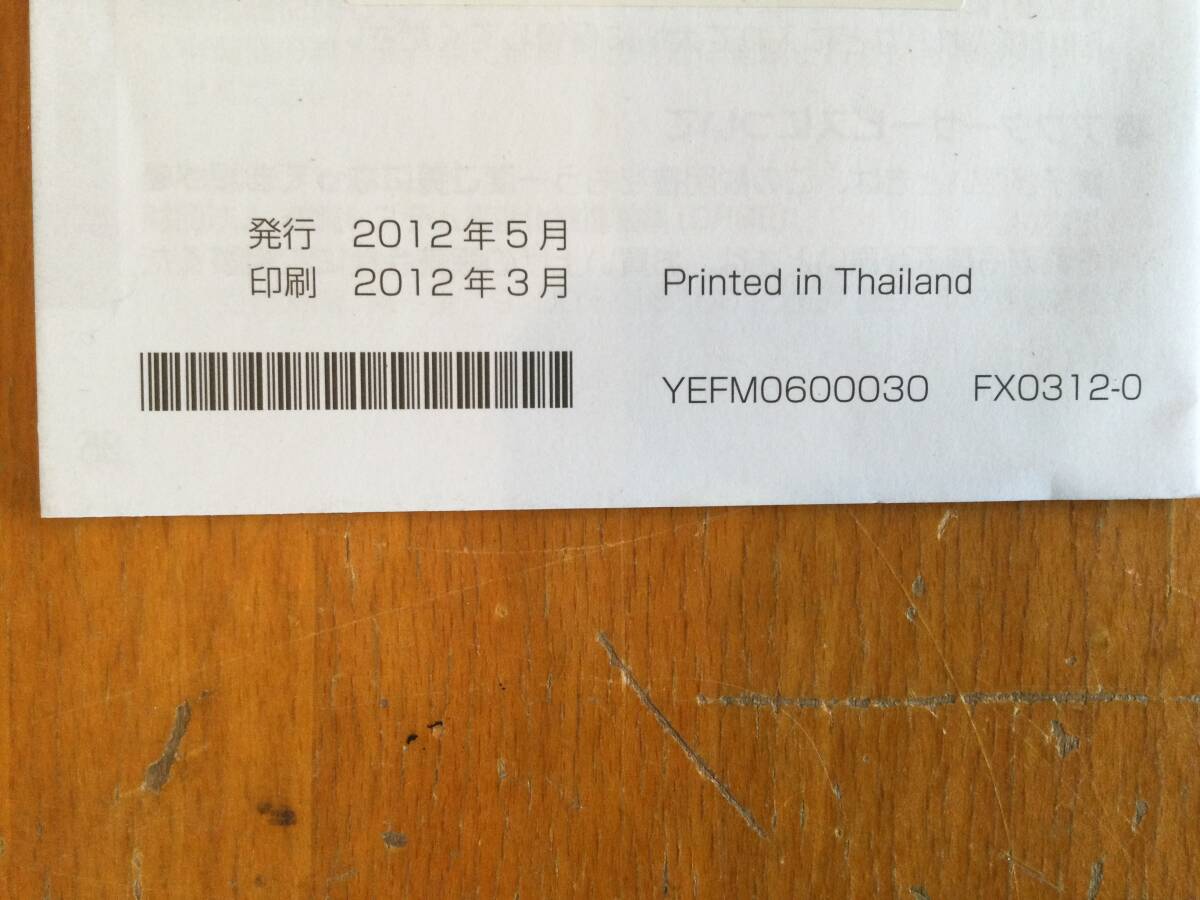 発行 2012年5月
印刷 2012年3月 Printed in Thailand
YEFM0600030 FX0312-0